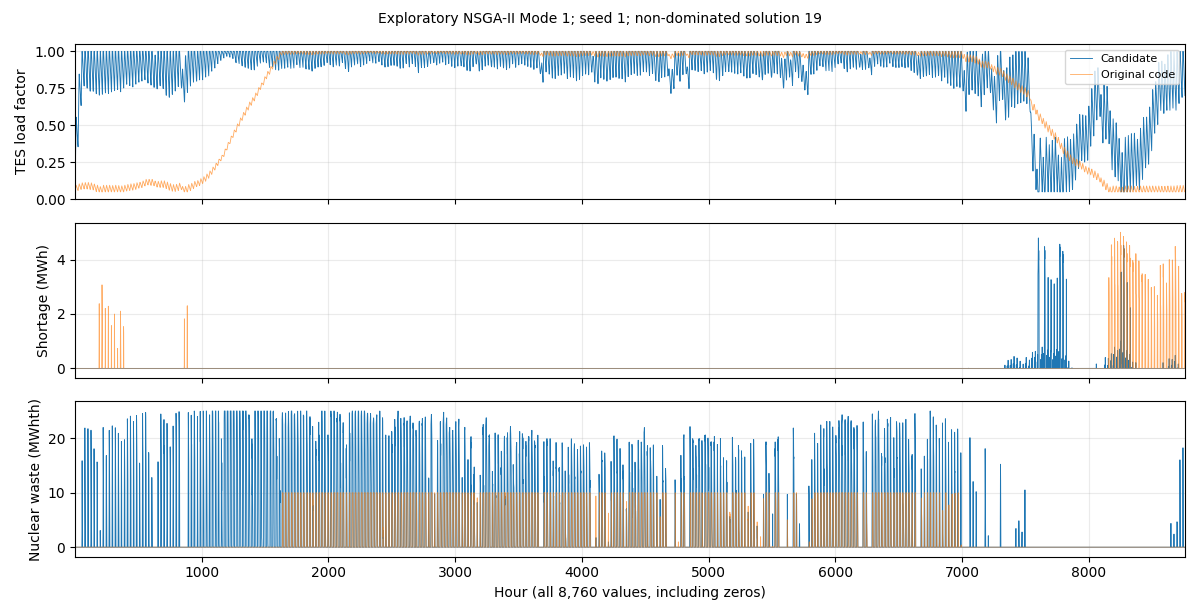 Exploratory NSGA-II Mode 1; seed 1; non-dominated solution 19
1.00
0.75
0.50
0.25
0.00
TES load factor
Candidate
Original code
4
2
0
Shortage (MWh)
20
10
0
Nuclear waste (MWhth)
1000 2000 3000 4000 5000 6000 7000 8000
Hour (all 8,760 values, including zeros)